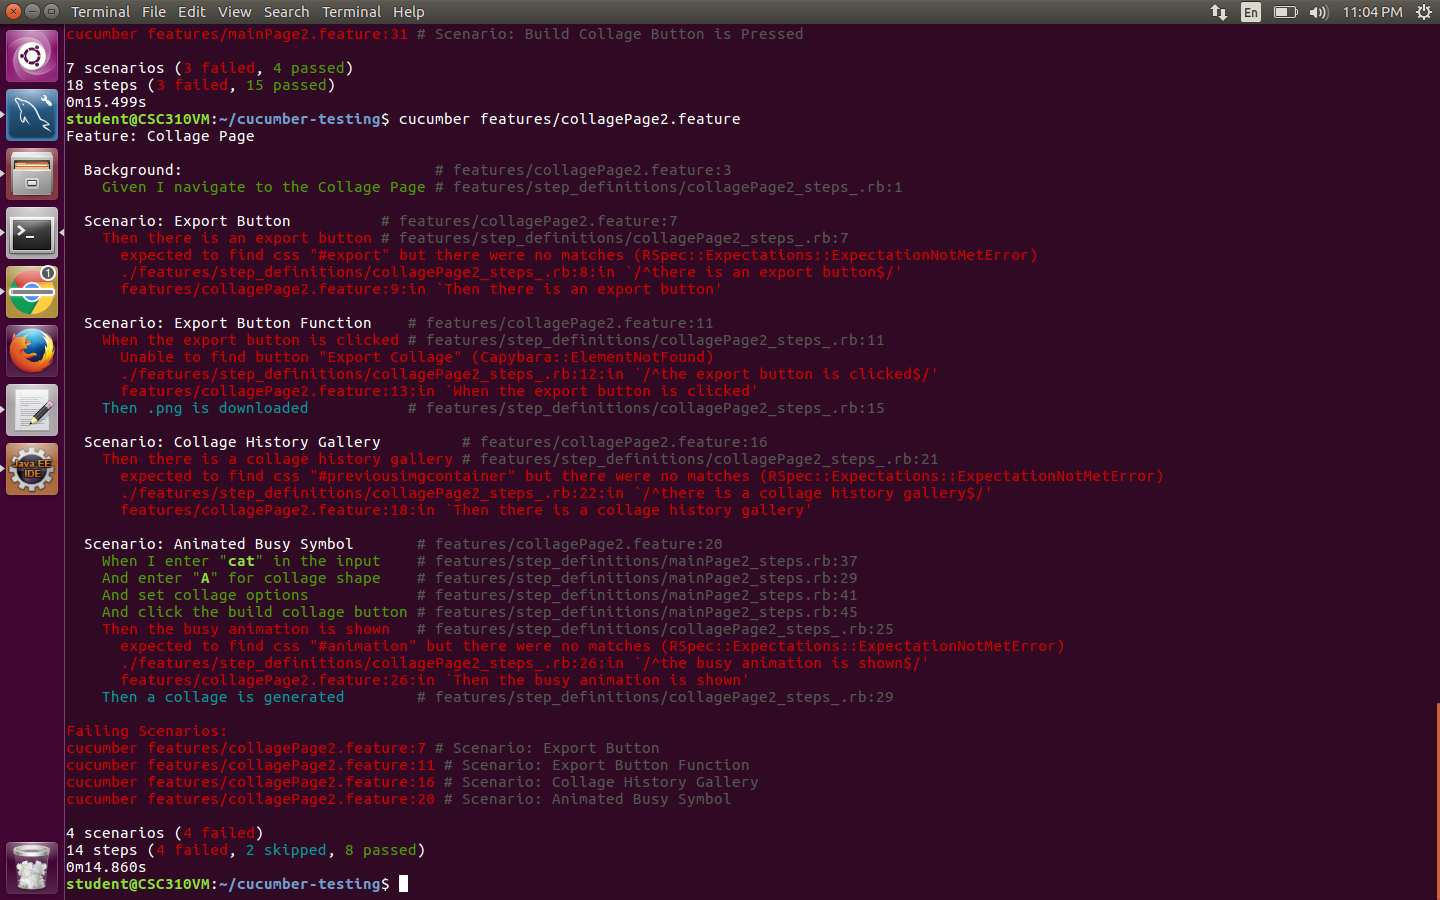 Terminal File Edit View Search Terminal Help En 11:04 PM
cucumber features/mainPage2.feature:31 # Scenario: Build Collage Button is Pressed
7 scenarios (3 failed, 4 passed)
18 steps (3 failed, 15 passed)
0m15.499s
student@CSC310VM:~/cucumber-testing$ cucumber features/collagePage2.feature
Feature: Collage Page
Background: # features/collagePage2.feature:3
Given I navigate to the Collage Page # features/step_definitions/collagePage2_steps_.rb:1
Scenario: Export Button # features/collagePage2.feature:7
Then there is an export button # features/step_definitions/collagePage2_steps_.rb:7
expected to find css "#export" but there were no matches (RSpec::Expectations::ExpectationNotMetError)
./features/step_definitions/collagePage2_steps_.rb:8:in `/^there is an export button$/'
features/collagePage2.feature:9:in `Then there is an export button'
Scenario: Export Button Function # features/collagePage2.feature:11
When the export button is clicked # features/step_definitions/collagePage2_steps_.rb:11
Unable to find button "Export Collage" (Capybara::ElementNotFound)
./features/step_definitions/collagePage2_steps_.rb:12:in `/^the export button is clicked$/'
features/collagePage2.feature:13:in `When the export button is clicked'
Then .png is downloaded # features/step_definitions/collagePage2_steps_.rb:15
Scenario: Collage History Gallery # features/collagePage2.feature:16
Then there is a collage history gallery # features/step_definitions/collagePage2_steps_.rb:21
expected to find css "#previousimgcontainer" but there were no matches (RSpec::Expectations::ExpectationNotMetError)
./features/step_definitions/collagePage2_steps_.rb:22:in `/^there is a collage history gallery$/'
features/collagePage2.feature:18:in `Then there is a collage history gallery'
Scenario: Animated Busy Symbol # features/collagePage2.feature:20
When I enter "cat" in the input # features/step_definitions/mainPage2_steps.rb:37
And enter "A" for collage shape # features/step_definitions/mainPage2_steps.rb:29
And set collage options # features/step_definitions/mainPage2_steps.rb:41
And click the build collage button # features/step_definitions/mainPage2_steps.rb:45
Then the busy animation is shown # features/step_definitions/collagePage2_steps_.rb:25
expected to find css "#animation" but there were no matches (RSpec::Expectations::ExpectationNotMetError)
./features/step_definitions/collagePage2_steps_.rb:26:in `/^the busy animation is shown$/'
features/collagePage2.feature:26:in `Then the busy animation is shown'
Then a collage is generated # features/step_definitions/collagePage2_steps_.rb:29
Failing Scenarios:
cucumber features/collagePage2.feature:7 # Scenario: Export Button
cucumber features/collagePage2.feature:11 # Scenario: Export Button Function
cucumber features/collagePage2.feature:16 # Scenario: Collage History Gallery
cucumber features/collagePage2.feature:20 # Scenario: Animated Busy Symbol
4 scenarios (4 failed)
14 steps (4 failed, 2 skipped, 8 passed)
0m14.860s
student@CSC310VM:~/cucumber-testing$
1
Java EE
IDE